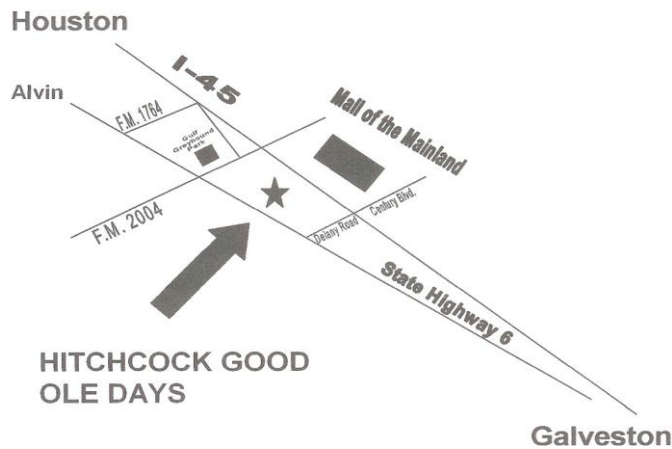 Houston
I-45
Alvin
F.M. 1764
Gulf
Greyhound
Park
Mall of the Mainland
F.M. 2004
Delany Road
Century Blvd.
State Highway 6
HITCHCOCK GOOD
OLE DAYS
Galveston